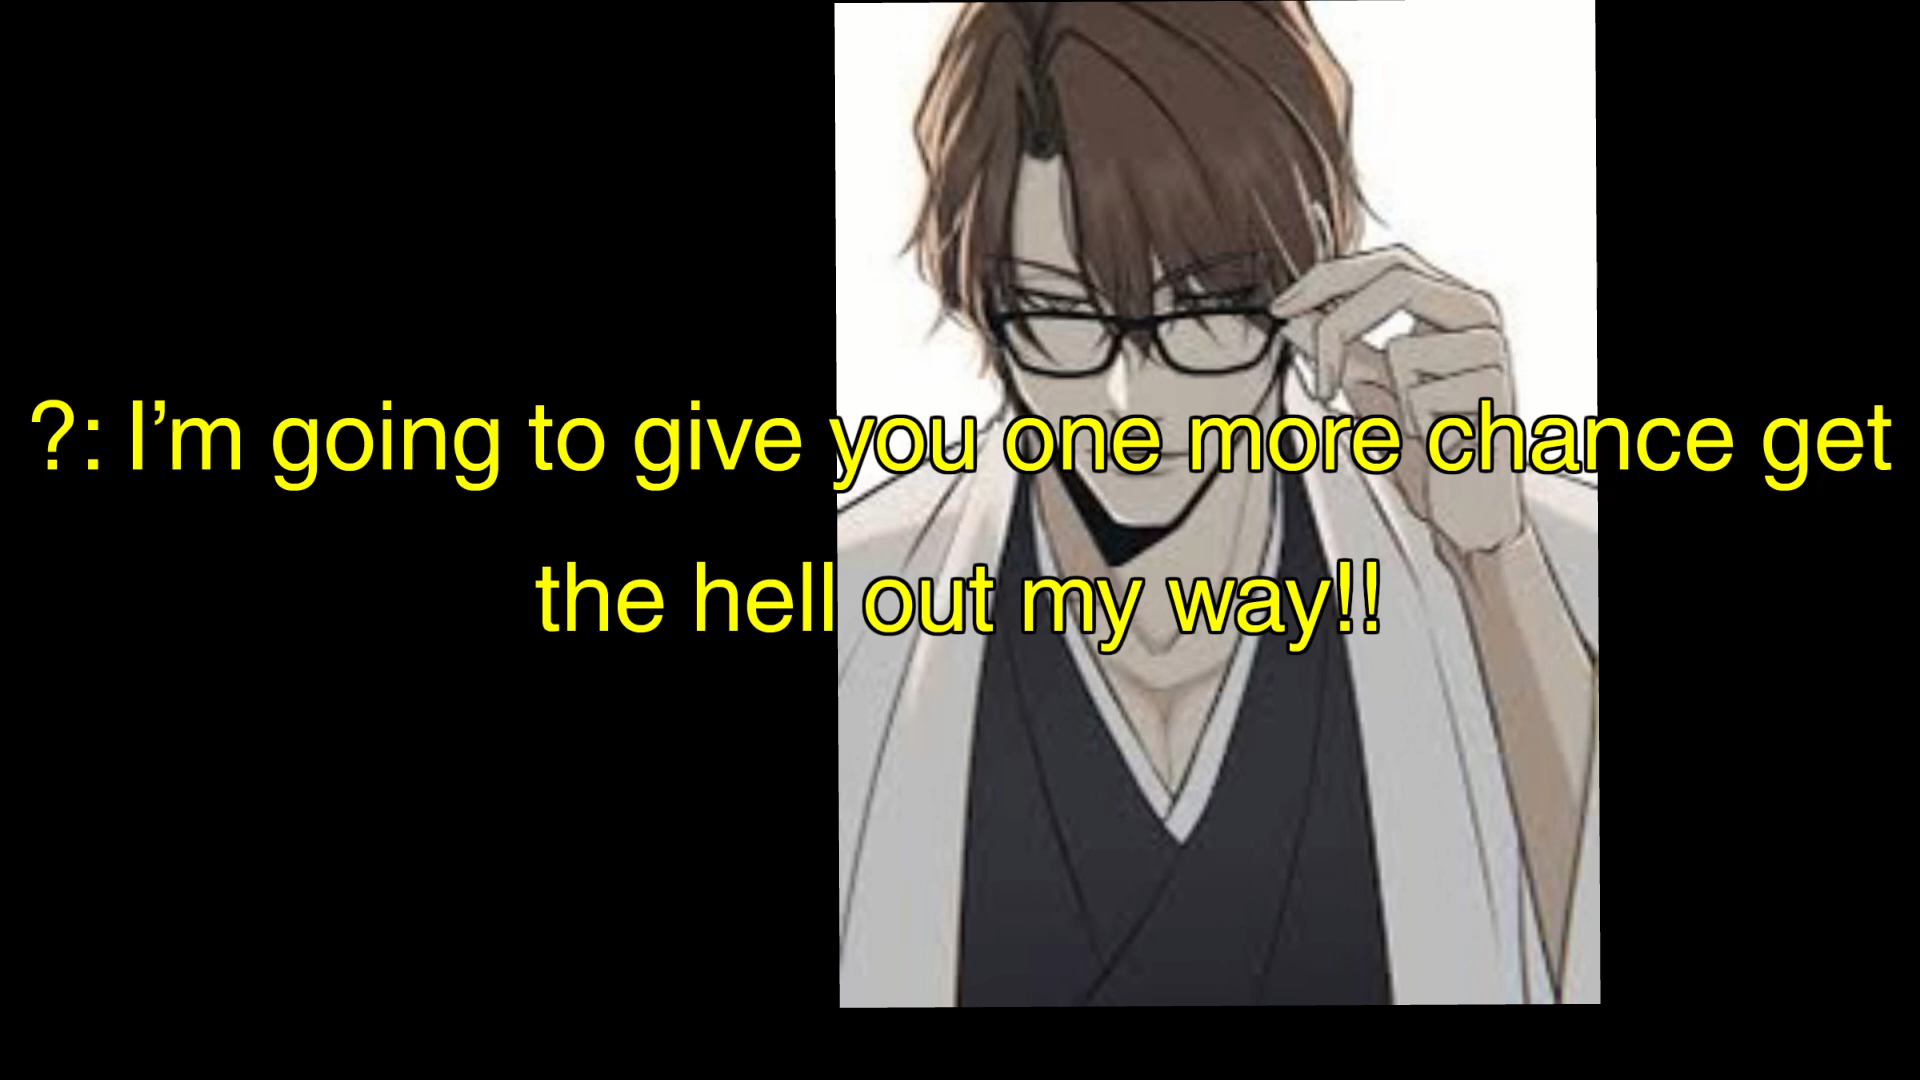 ?: I’m going to give you one more chance get
the hell out my way!!